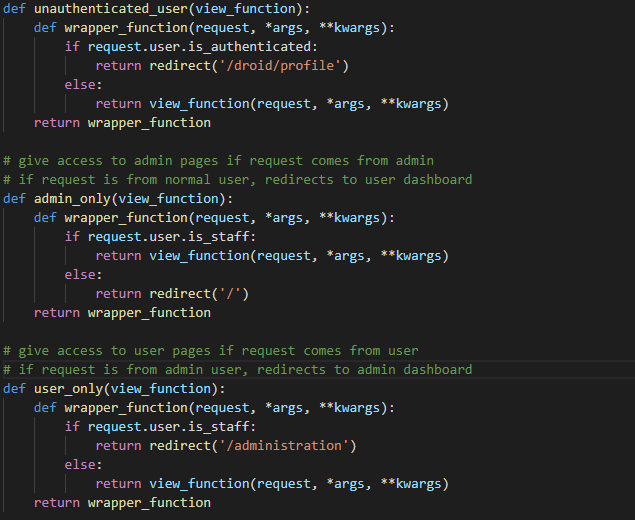 def unauthenticated_user(view_function):
    def wrapper_function(request, *args, **kwargs):
        if request.user.is_authenticated:
            return redirect('/droid/profile')
        else:
            return view_function(request, *args, **kwargs)
    return wrapper_function

# give access to admin pages if request comes from admin
# if request is from normal user, redirects to user dashboard
def admin_only(view_function):
    def wrapper_function(request, *args, **kwargs):
        if request.user.is_staff:
            return view_function(request, *args, **kwargs)
        else:
            return redirect('/')
    return wrapper_function

# give access to user pages if request comes from user
# if request is from admin user, redirects to admin dashboard
def user_only(view_function):
    def wrapper_function(request, *args, **kwargs):
        if request.user.is_staff:
            return redirect('/administration')
        else:
            return view_function(request, *args, **kwargs)
    return wrapper_function